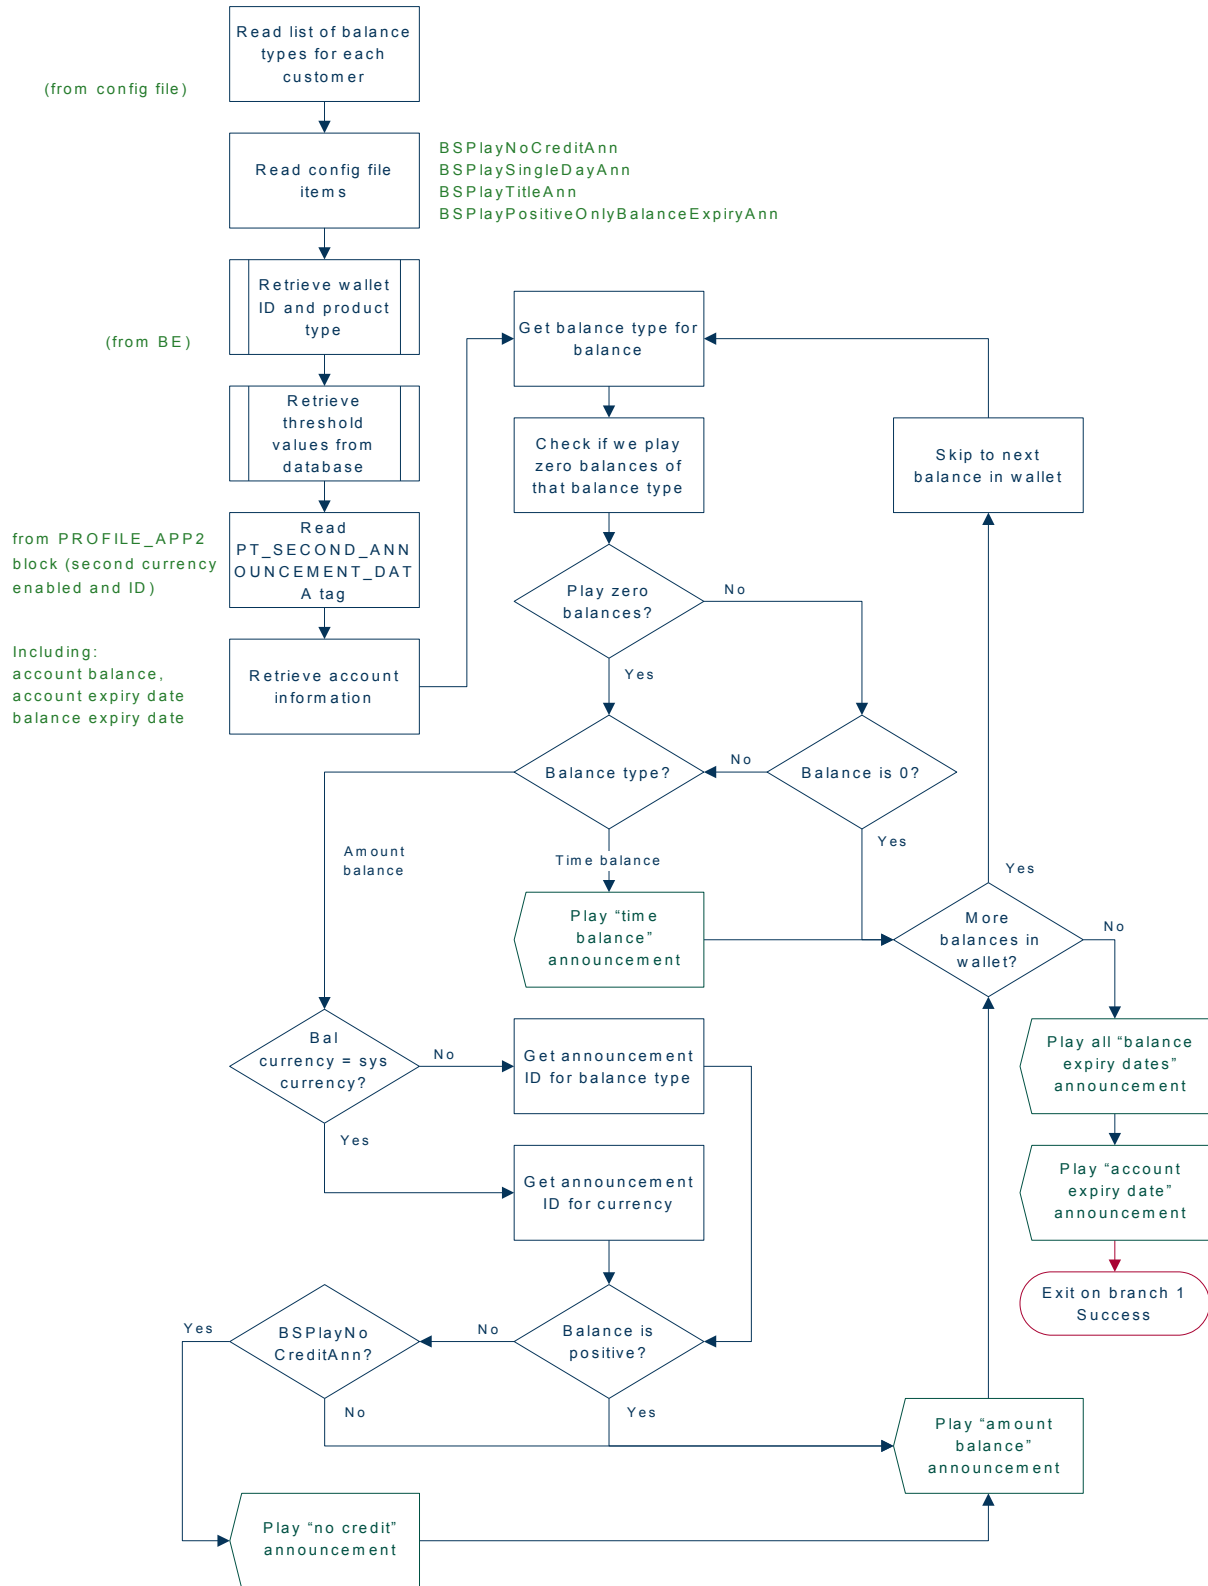 Read list of balance
types for each
customer
(from config file)
Read config file
items
BSPlayNoCreditAnn
BSPlaySingleDayAnn
BSPlayTitleAnn
BSPlayPositiveOnlyBalanceExpiryAnn
Retrieve wallet
ID and product
type
(from BE)
Retrieve
threshold
values from
database
from PROFILE_APP2
block (second currency
enabled and ID)
Read
PT_SECOND_ANN
OUNCEMENT_DAT
A tag
Including:
account balance,
account expiry date
balance expiry date
Retrieve account
information
Get balance type for
balance
Check if we play
zero balances of
that balance type
Skip to next
balance in wallet
Play zero
balances?
No
Yes
Balance type?
No
Balance is 0?
Yes
Amount
balance
Time balance
Play “time
balance”
announcement
Yes
More
balances in
wallet?
No
Bal
currency = sys
currency?
No
Get announcement
ID for balance type
Yes
Get announcement
ID for currency
Play all “balance
expiry dates”
announcement
Play “account
expiry date”
announcement
Exit on branch 1
Success
Yes
BSPlayNo
CreditAnn?
No
Balance is
positive?
No
Yes
Play “amount
balance”
announcement
Play “no credit”
announcement